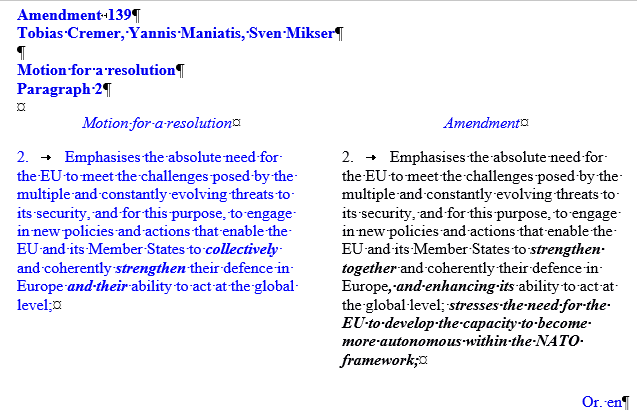 Amendment 139
Tobias Cremer, Yannis Maniatis, Sven Mikser
Motion for a resolution
Paragraph 2
Motion for a resolution
2. Emphasises the absolute need for
the EU to meet the challenges posed by the
multiple and constantly evolving threats to
its security, and for this purpose, to engage
in new policies and actions that enable the
EU and its Member States to collectively
and coherently strengthen their defence in
Europe and their ability to act at the global
level;
Amendment
2. Emphasises the absolute need for
the EU to meet the challenges posed by the
multiple and constantly evolving threats to
its security, and for this purpose, to engage
in new policies and actions that enable the
EU and its Member States to strengthen
together and coherently their defence in
Europe, and enhancing its ability to act at
the global level; stresses the need for the
EU to develop the capacity to become
more autonomous within the NATO
framework;
Or. en